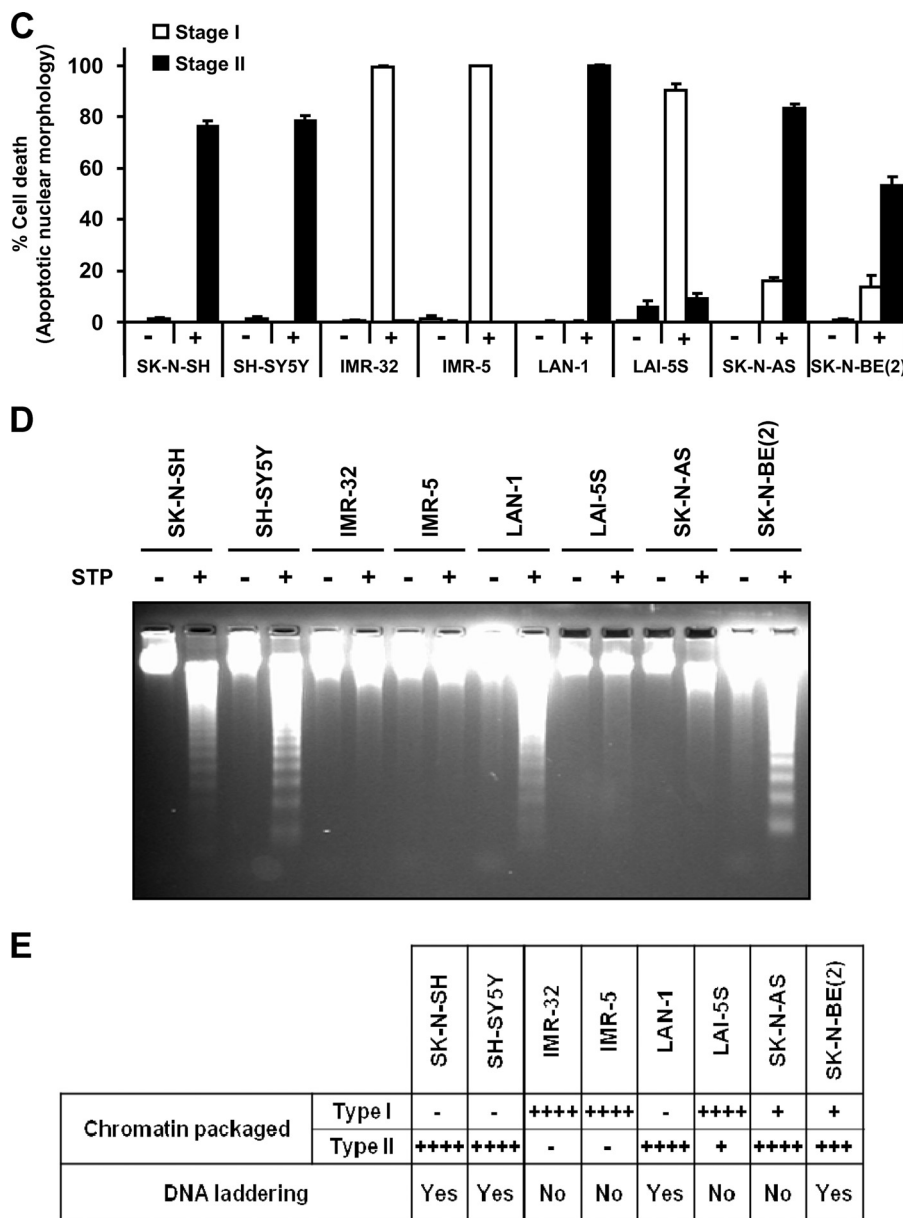 C
Stage I
Stage II
% Cell death
(Apoptotic nuclear morphology)
100
80
60
40
20
0
- + - + - + - + - + - + - + - +
SK-N-SH SH-SY5Y IMR-32 IMR-5 LAN-1 LAI-5S SK-N-AS SK-N-BE(2)
D
SK-N-SH SH-SY5Y IMR-32 IMR-5 LAN-1 LAI-5S SK-N-AS SK-N-BE(2)
STP - + - + - + - + - + - + - + - +
E
SK-N-SH SH-SY5Y IMR-32 IMR-5 LAN-1 LAI-5S SK-N-AS SK-N-BE(2)
Chromatin packaged
Type I - - ++++ ++++ - ++++ + +
Type II ++++ ++++ - - ++++ + ++++ +++
DNA laddering Yes Yes No No Yes No No Yes